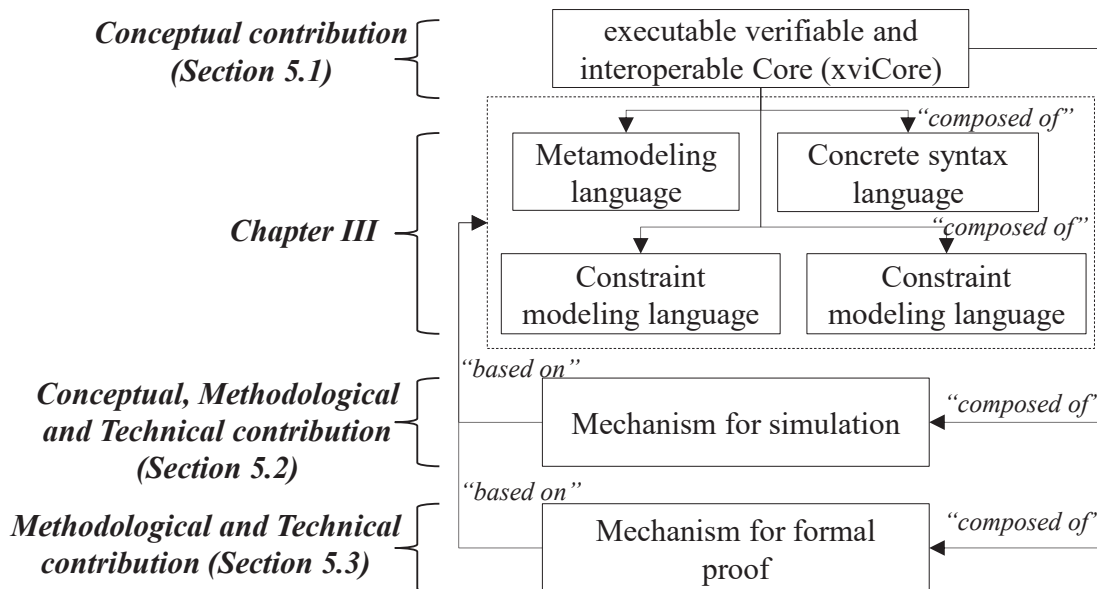 Conceptual contribution
(Section 5.1)
executable verifiable and
interoperable Core (xviCore)
“composed of”
Metamodeling
language
Concrete syntax
language
Chapter III
“composed of”
Constraint
modeling language
Constraint
modeling language
“based on”
Conceptual, Methodological
and Technical contribution
(Section 5.2)
Mechanism for simulation
“composed of”
“based on”
Methodological and Technical
contribution (Section 5.3)
Mechanism for formal
proof
“composed of”